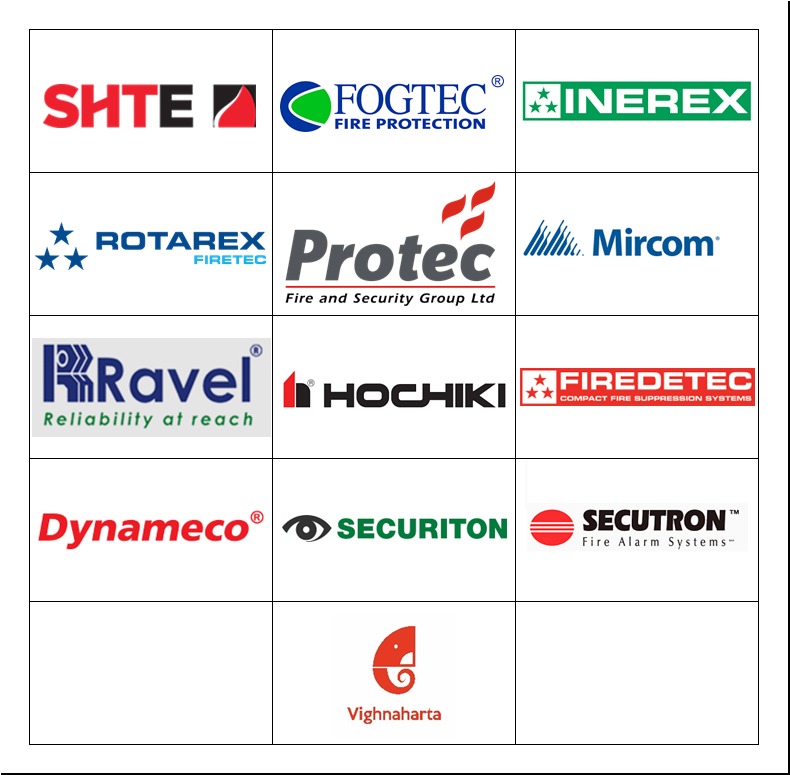 SHTE
FOGTEC®
FIRE PROTECTION
INEREX
ROTAREX
FIRETEC
Protec
Fire and Security Group Ltd
Mircom®
Ravel®
Reliability at reach
® HOCHIKI
FIREDETEC
COMPACT FIRE SUPPRESSION SYSTEMS
Dynameco®
SECURITON
SECUTRON™
Fire Alarm Systems
Vighnaharta